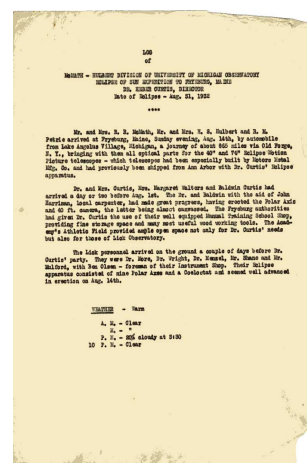 LOG
of
McMATH - HULBERT DIVISION OF UNIVERSITY OF MICHIGAN OBSERVATORY
ECLIPSE OF SUN EXPEDITION TO FRYEBURG, MAINE
DR. HEBER CURTIS, DIRECTOR
Date of Eclipse - Aug. 31, 1932
****
Mr. and Mrs. R. R. McMath, Mr. and Mrs. H. S. Hulbert and R. M.
Petrie arrived at Fryeburg, Maine, Sunday evening, Aug. 14th, by automobile
from Lake Angelus Village, Michigan, a journey of about 865 miles via Old Forge,
N. Y., bringing with them all optical parts for the 40" and 76" Eclipse Motion
Picture telescopes - which telescopes had been especially built by Motors Metal
Mfg. Co. and had previously been shipped from Ann Arbor with Dr. Curtis' Eclipse
apparatus.
Dr. and Mrs. Curtis, Mrs. Margaret Walters and Baldwin Curtis had
arrived a day or two before Aug. 1st. The Dr. and Baldwin with the aid of John
Harriman, local carpenter, had made great progress, having erected the Polar Axis
and 40 ft. camera, the latter being almost canvassed. The Fryeburg authorities
had given Dr. Curtis the use of their well equipped Manual Training School Shop,
providing fine storage space and many most useful wood working tools. The Acad-
emy's Athletic Field provided ample open space not only for Dr. Curtis' needs
but also for those of Lick Observatory.
The Lick personnel arrived on the ground a couple of days before Dr.
Curtis' party. They were Dr. Moore, Dr. Wright, Dr. Menzel, Mr. Shane and Mr.
Mulford, with Ben Olsen - foreman of their Instrument Shop. Their Eclipse
apparatus consisted of nine Polar Axes and a Coelostat and seemed well advanced
in erection on Aug. 14th.
WEATHER - Warm
A. M. - Clear
M. - "
P. M. - 80% cloudy at 3:30
10 P. M. - Clear